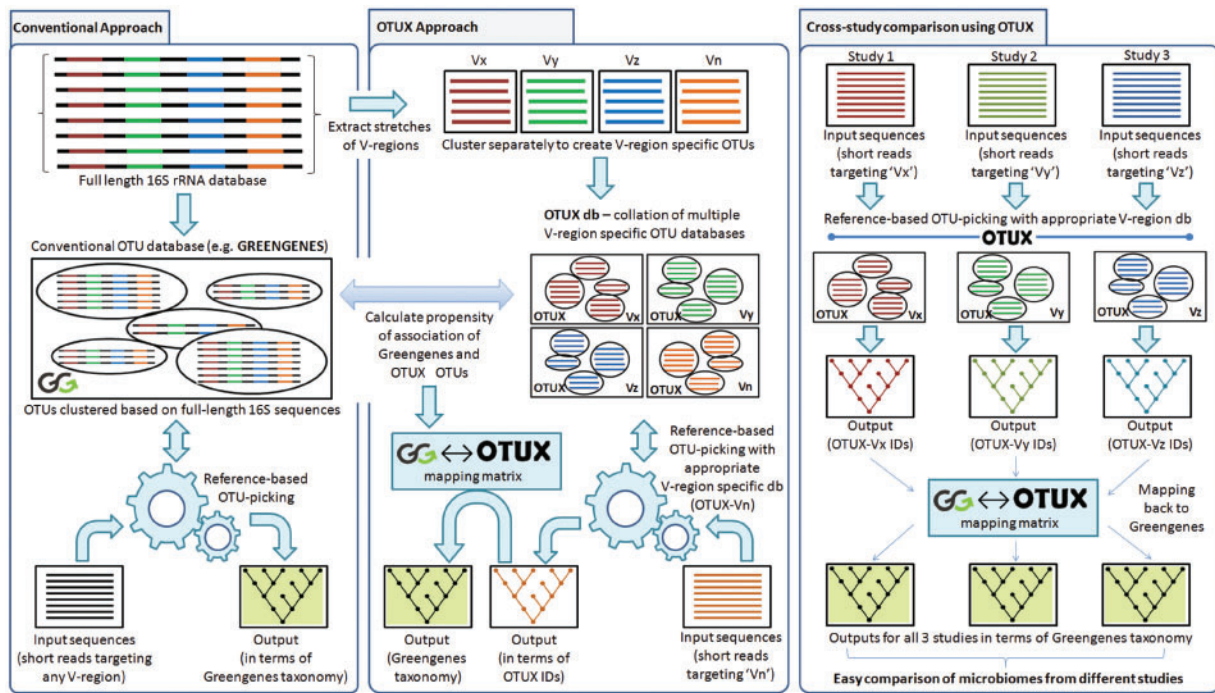 Conventional Approach
Full length 16S rRNA database
Conventional OTU database (e.g. GREENGENES)
GG
OTUs clustered based on full-length 16S sequences
Reference-based
OTU-picking
Input sequences
(short reads targeting
any V-region)
Output
(in terms of
Greengenes taxonomy)
OTUX Approach
Extract stretches
of V-regions
Vx
Vy
Vz
Vn
Cluster separately to create V-region specific OTUs
OTUX db – collation of multiple
V-region specific OTU databases
OTUX Vx
OTUX Vy
OTUX Vz
OTUX Vn
Calculate propensity
of association of
Greengenes and
OTUX OTUs
GG ↔ OTUX
mapping matrix
Reference-based
OTU-picking with
appropriate
V-region specific db
(OTUX-Vn)
Output
(Greengenes
taxonomy)
Output
(in terms of
OTUX IDs)
Input sequences
(short reads
targeting 'Vn')
Cross-study comparison using OTUX
Study 1
Study 2
Study 3
Input sequences
(short reads
targeting 'Vx')
Input sequences
(short reads
targeting 'Vy')
Input sequences
(short reads
targeting 'Vz')
Reference-based OTU-picking with appropriate V-region db
OTUX
OTUX Vx
OTUX Vy
OTUX Vz
Output
(OTUX-Vx IDs)
Output
(OTUX-Vy IDs)
Output
(OTUX-Vz IDs)
GG ↔ OTUX
mapping matrix
Mapping
back to
Greengenes
Outputs for all 3 studies in terms of Greengenes taxonomy
Easy comparison of microbiomes from different studies